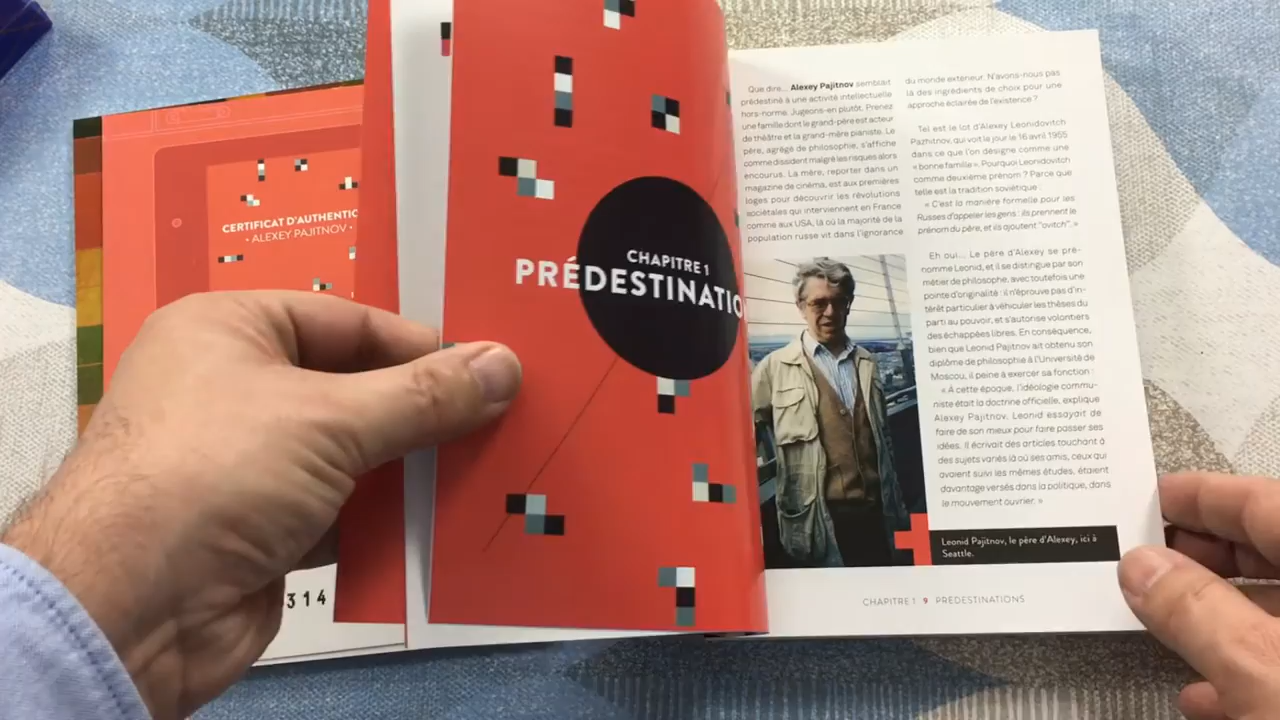 CERTIFICAT D'AUTHENTIC
• ALEXEY PAJITNOV •
314
CHAPITRE 1
PRÉDESTINATIO
Que dire... Alexey Pajitnov semblait
prédestiné à une activité intellectuelle
hors-norme. Jugeons-en plutôt. Prenez
une famille dont le grand-père est acteur
de théâtre et la grand-mère pianiste. Le
père, agrégé de philosophie, s'affiche
comme dissident malgré les risques alors
encourus. La mère, reporter dans un
magazine de cinéma, est aux premières
loges pour découvrir les révolutions
sociétales qui interviennent en France
comme aux USA, là où la majorité de la
population russe vit dans l'ignorance
du monde extérieur. N'avons-nous pas
là des ingrédients de choix pour une
approche éclairée de l'existence ?
Tel est le lot d'Alexey Leonidovitch
Pazhitnov, qui voit le jour le 16 avril 1955
dans ce que l'on désigne comme une
« bonne famille ». Pourquoi Leonidovitch
comme deuxième prénom ? Parce que
telle est la tradition soviétique :
« C'est la manière formelle pour les
Russes d'appeler les gens : ils prennent le
prénom du père, et ils ajoutent "ovitch". »
Eh oui... Le père d'Alexey se pré-
nomme Leonid, et il se distingue par son
métier de philosophe, avec toutefois une
pointe d'originalité : il n'éprouve pas d'in-
térêt particulier à véhiculer les thèses du
parti au pouvoir, et s'autorise volontiers
des échappées libres. En conséquence,
bien que Leonid Pajitnov ait obtenu son
diplôme de philosophie à l'Université de
Moscou, il peine à exercer sa fonction :
« À cette époque, l'idéologie commu-
niste était la doctrine officielle, explique
Alexey Pajitnov. Leonid essayait de
faire de son mieux pour faire passer ses
idées. Il écrivait des articles touchant à
des sujets variés là où ses amis, ceux qui
avaient suivi les mêmes études, étaient
davantage versés dans la politique, dans
le mouvement ouvrier. »
Leonid Pajitnov, le père d'Alexey, ici à
Seattle.
CHAPITRE 1 9 PRÉDESTINATIONS